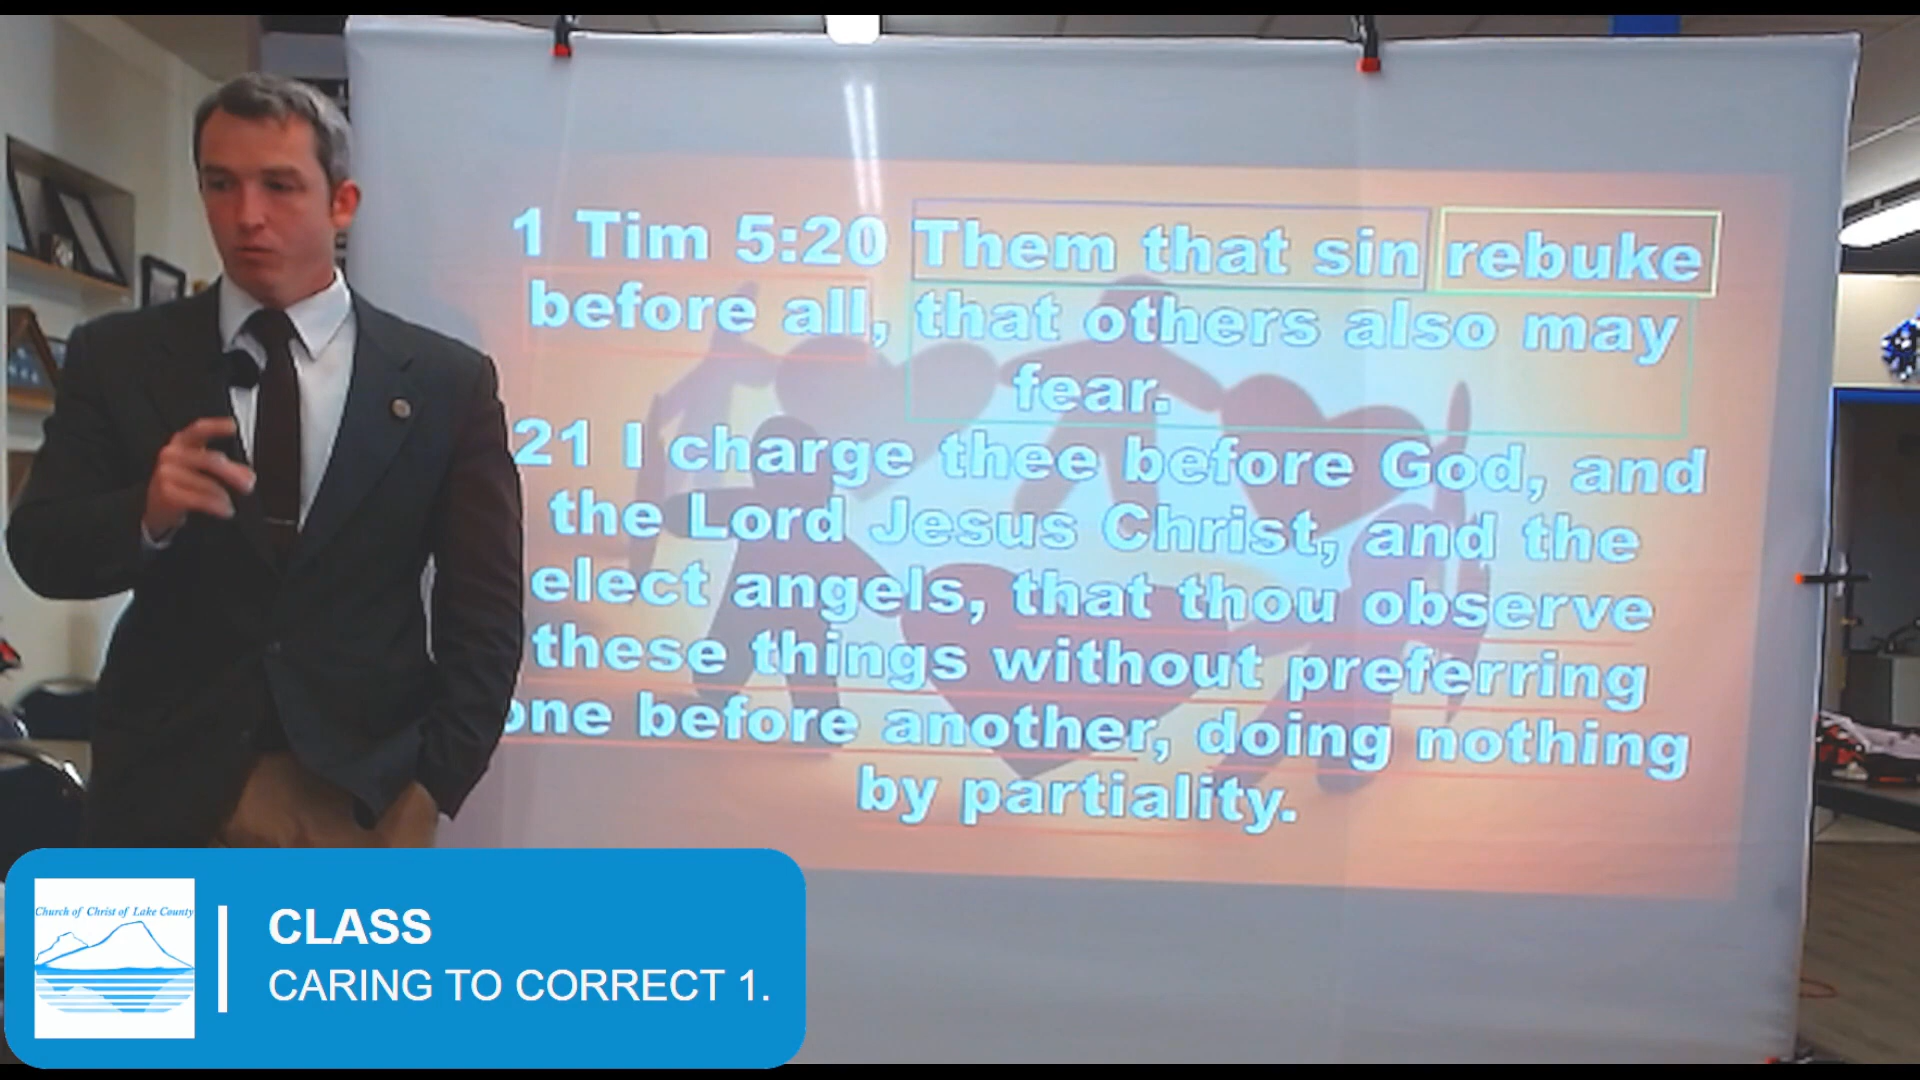 1 Tim 5:20 Them that sin rebuke
before all, that others also may
fear.
21 I charge thee before God, and
the Lord Jesus Christ, and the
elect angels, that thou observe
these things without preferring
one before another, doing nothing
by partiality.
Church of Christ of Lake County
CLASS
CARING TO CORRECT 1.